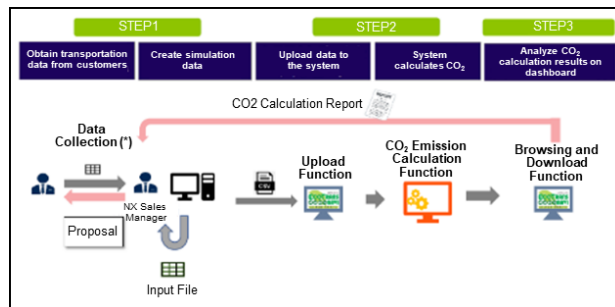 STEP1
STEP2
STEP3
Obtain transportation
data from customers
Create simulation
data
Upload data to
the system
System
calculates CO₂
Analyze CO₂
calculation results on
dashboard
CO2 Calculation Report
Data
Collection (*)
NX Sales
Manager
Proposal
Input File
CSV
Upload
Function
CO₂ Emission
Calculation
Function
Browsing and
Download
Function